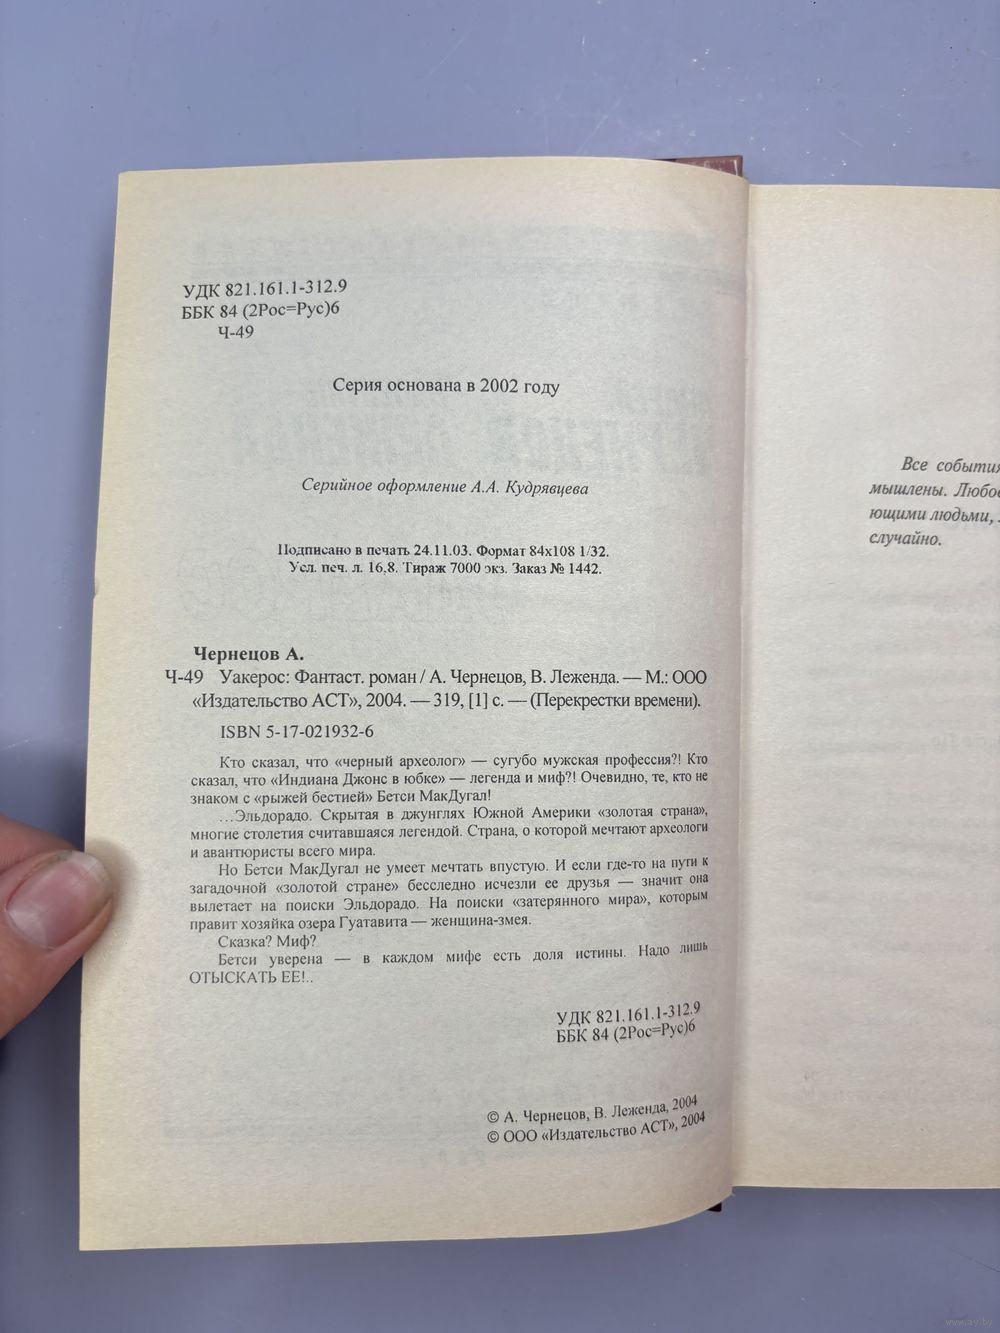 УДК 821.161.1-312.9
ББК 84 (2Рос=Рус)6
Ч-49
Серия основана в 2002 году
Серийное оформление А.А. Кудрявцева
Подписано в печать 24.11.03. Формат 84х108 1/32.
Усл. печ. л. 16,8. Тираж 7000 экз. Заказ № 1442.
Чернецов А.
Ч-49 Уакерос: Фантаст. роман / А. Чернецов, В. Леженда. — М.: ООО
«Издательство АСТ», 2004. — 319, [1] с. — (Перекрестки времени).
ISBN 5-17-021932-6
Кто сказал, что «черный археолог» — сугубо мужская профессия?! Кто
сказал, что «Индиана Джонс в юбке» — легенда и миф?! Очевидно, те, кто не
знаком с «рыжей бестией» Бетси МакДугал!
...Эльдорадо. Скрытая в джунглях Южной Америки «золотая страна»,
многие столетия считавшаяся легендой. Страна, о которой мечтают археологи
и авантюристы всего мира.
Но Бетси МакДугал не умеет мечтать впустую. И если где-то на пути к
загадочной «золотой стране» бесследно исчезли ее друзья — значит она
вылетает на поиски Эльдорадо. На поиски «затерянного мира», которым
правит хозяйка озера Гуатавита — женщина-змея.
Сказка? Миф?
Бетси уверена — в каждом мифе есть доля истины. Надо лишь
ОТЫСКАТЬ ЕЕ!..
УДК 821.161.1-312.9
ББК 84 (2Рос=Рус)6
© А. Чернецов, В. Леженда, 2004
© ООО «Издательство АСТ», 2004
Все события
мышлены. Любое
ющими людьми,
случайно.
www.ay.by